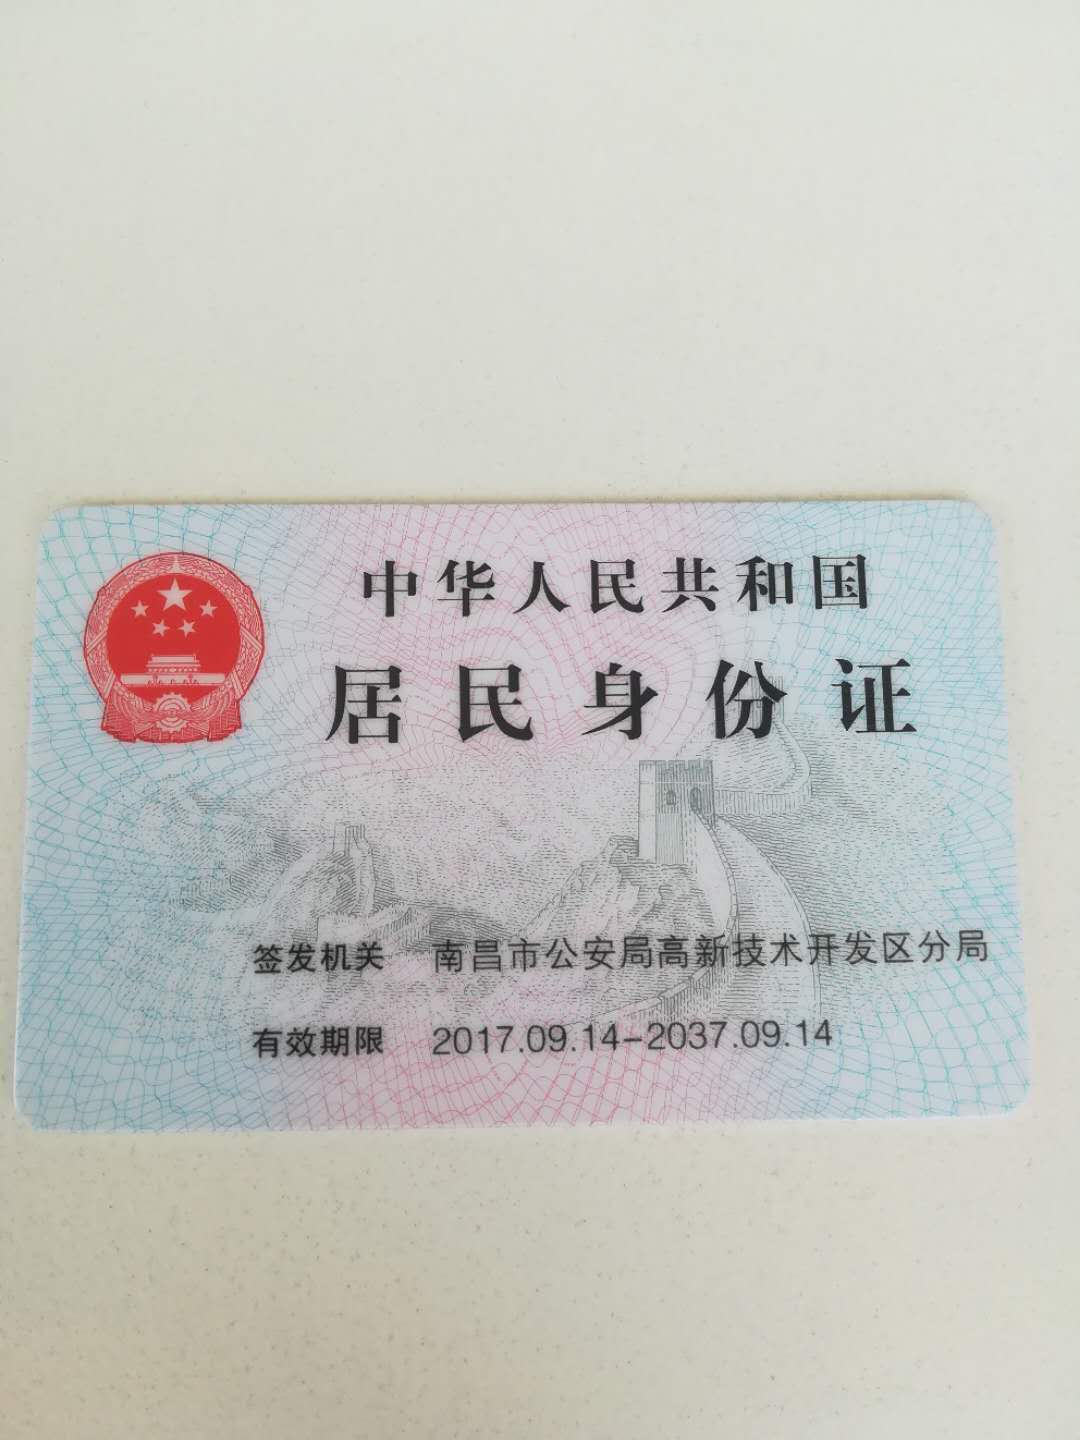 中华人民共和国
居民身份证
签发机关 南昌市公安局高新技术开发区分局
有效期限 2017.09.14-2037.09.14